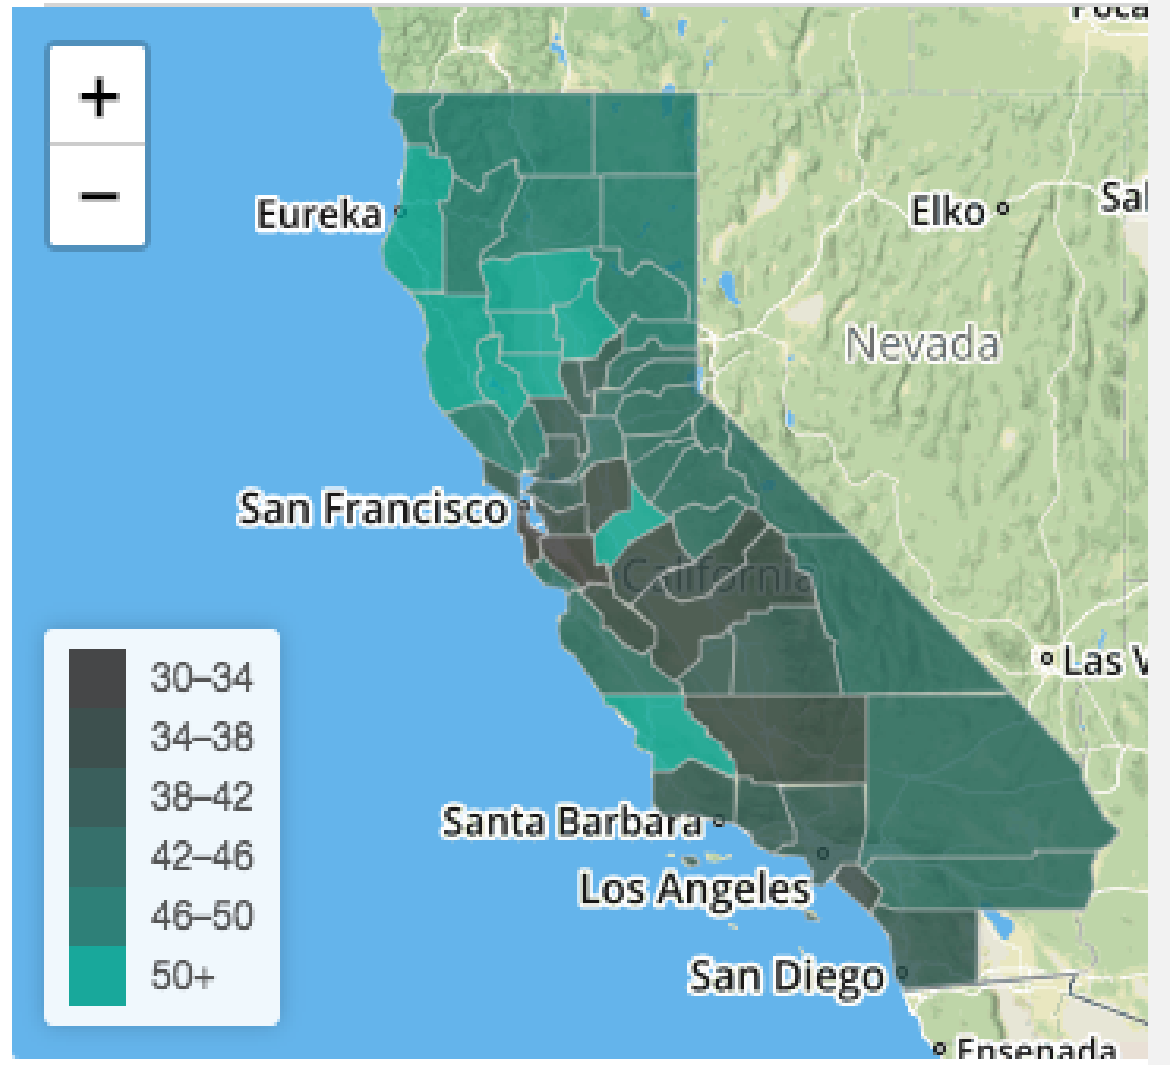 +
−
Eureka
Elko
Nevada
San Francisco
California
Las V
30–34
34–38
38–42
42–46
46–50
50+
Santa Barbara
Los Angeles
San Diego
Ensenada